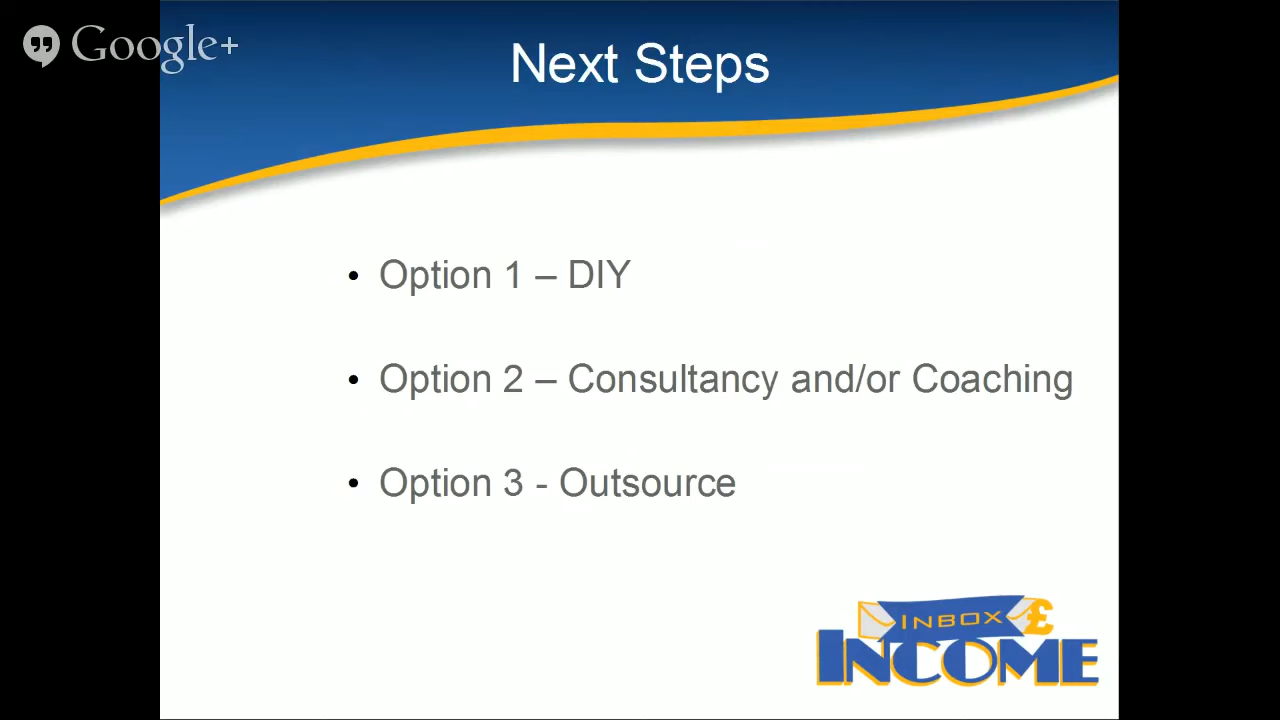 Google+
Next Steps
• Option 1 – DIY
• Option 2 – Consultancy and/or Coaching
• Option 3 - Outsource
INBOX £
INCOME